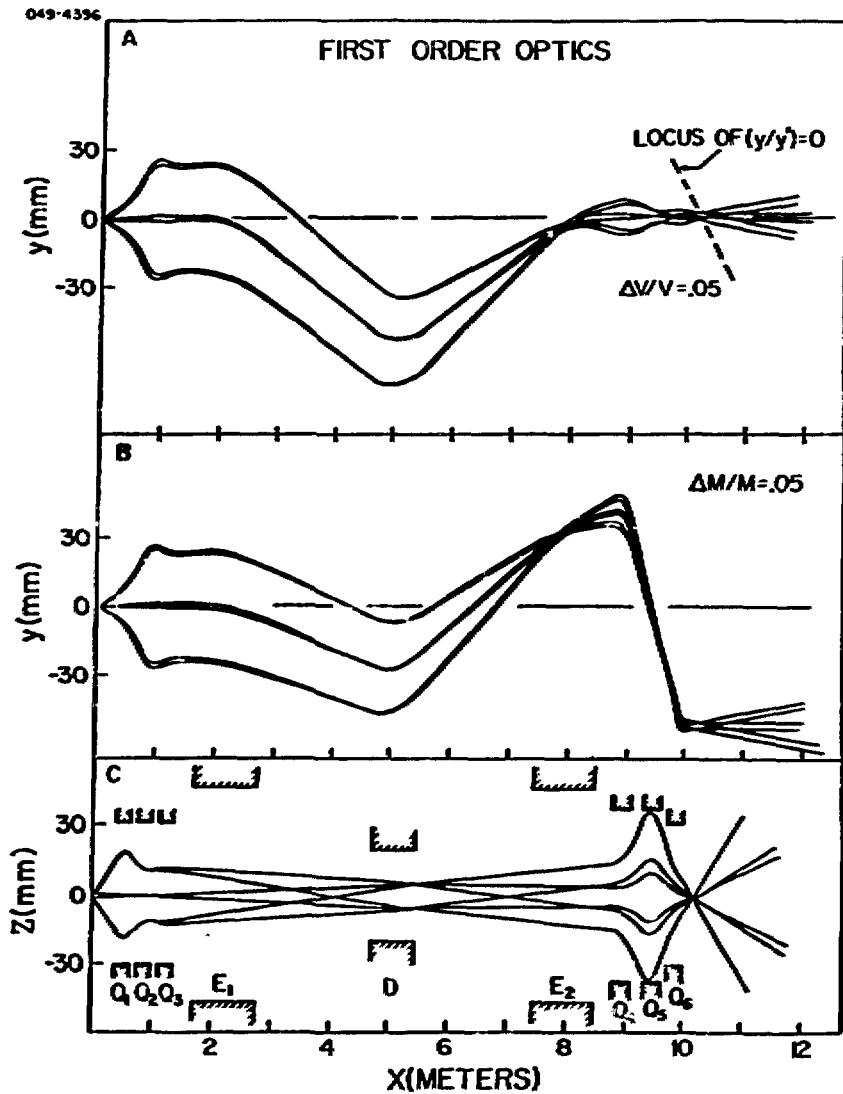 049-4396
A
FIRST ORDER OPTICS
LOCUS OF (y/y')=0
30
0
-30
y(mm)
ΔV/V=.05
B
ΔM/M=.05
30
0
-30
y(mm)
C
30
0
-30
Z(mm)
Q₁ Q₂ Q₃ E₁ D E₂ Q₅ Q₆
2 4 6 8 10 12
X(METERS)